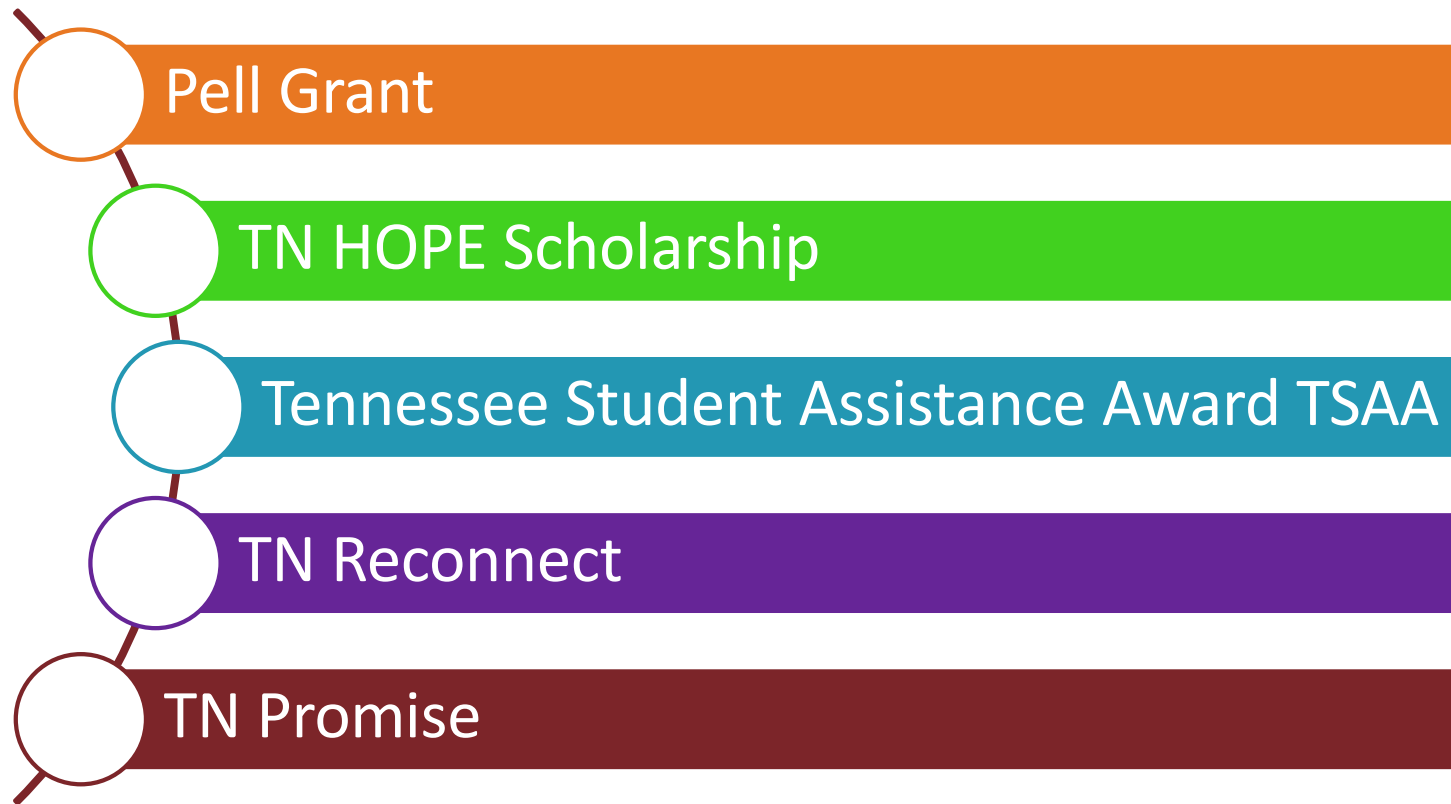 Pell Grant
TN HOPE Scholarship
Tennessee Student Assistance Award TSAA
TN Reconnect
TN Promise